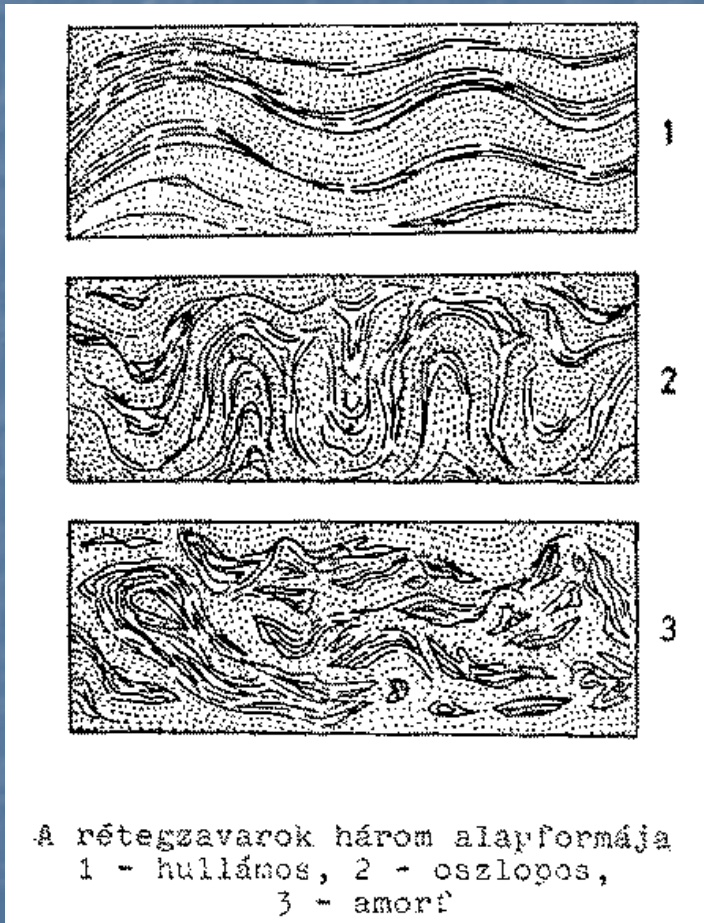 1
2
3
A rétegzavarok három alapformája
1 - hullámos, 2 - oszlopos,
3 - amorf